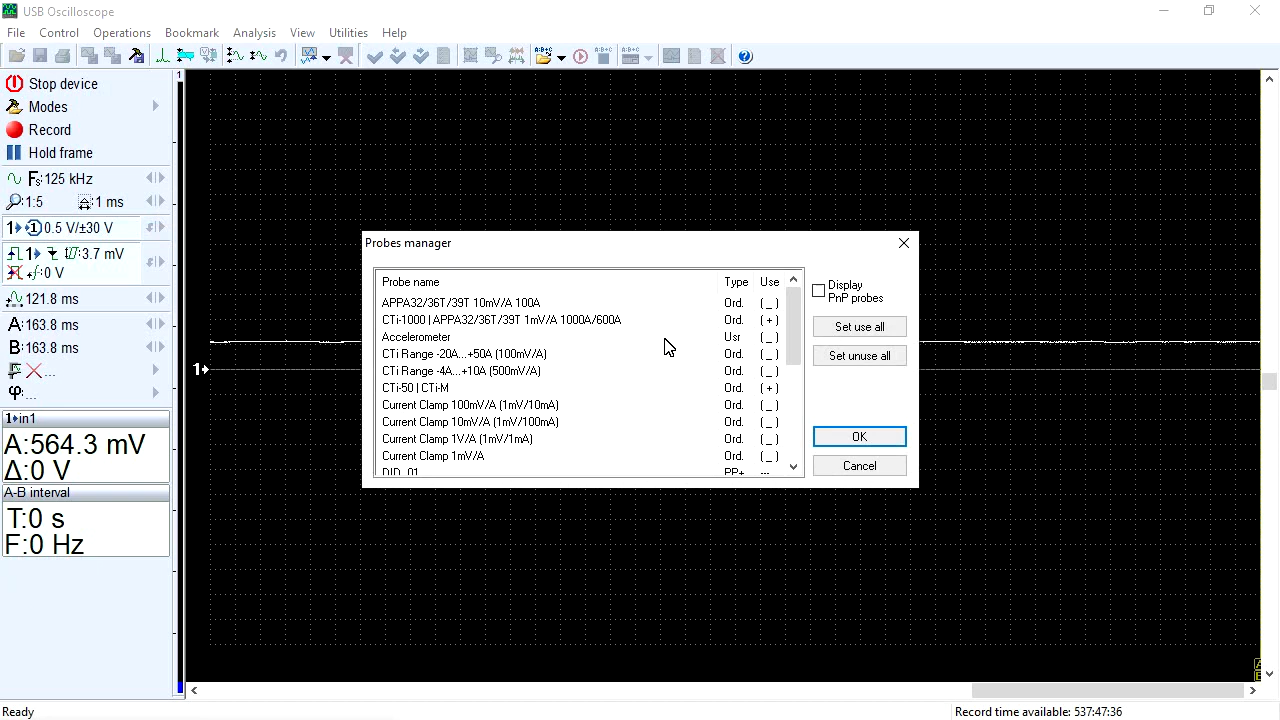 USB Oscilloscope
File Control Operations Bookmark Analysis View Utilities Help
Stop device
Modes
Record
Hold frame
Fs:125 kHz
1:5 1 ms
1 1 0.5 V/±30 V
1 3.7 mV
f:0 V
121.8 ms
A:163.8 ms
B:163.8 ms
...
φ:...
1 in1
A:564.3 mV
Δ:0 V
A-B interval
T:0 s
F:0 Hz
1
1
Probes manager
Probe name Type Use
APPA32/36T/39T 10mV/A 100A Ord. (_)
CTi-1000 | APPA32/36T/39T 1mV/A 1000A/600A Ord. (+)
Accelerometer Usr (_)
CTi Range -20A...+50A (100mV/A) Ord. (_)
CTi Range -4A...+10A (500mV/A) Ord. (_)
CTi-50 | CTi-M Ord. (+)
Current Clamp 100mV/A (1mV/10mA) Ord. (_)
Current Clamp 10mV/A (1mV/100mA) Ord. (_)
Current Clamp 1V/A (1mV/1mA) Ord. (_)
Current Clamp 1mV/A Ord. (_)
DID_01 PP+ ---
Display
PnP probes
Set use all
Set unuse all
OK
Cancel
Ready
Record time available: 537:47:36